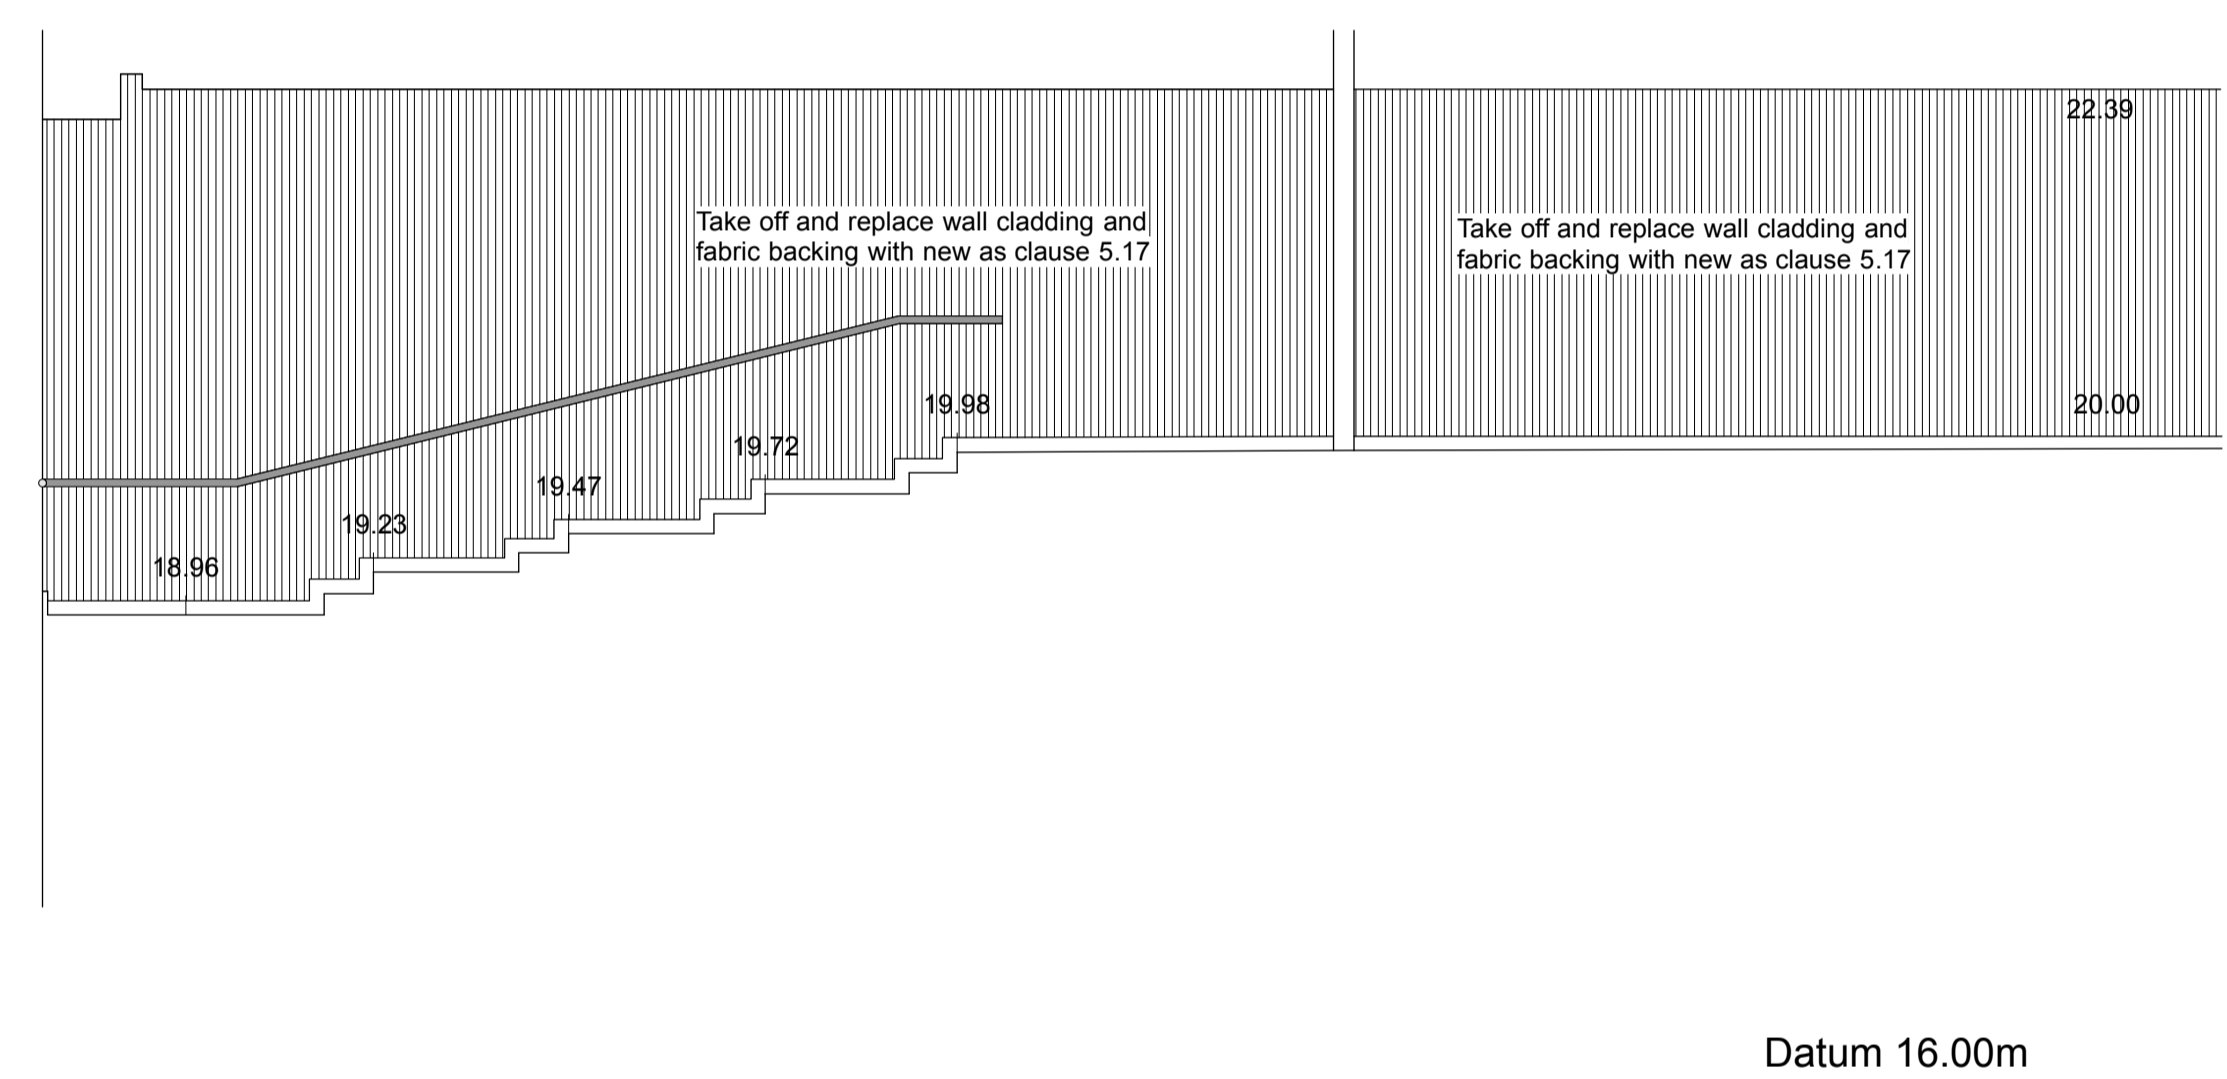 22.39
Take off and replace wall cladding and
fabric backing with new as clause 5.17
Take off and replace wall cladding and
fabric backing with new as clause 5.17
19.98
20.00
19.72
19.47
19.23
18.96
Datum 16.00m